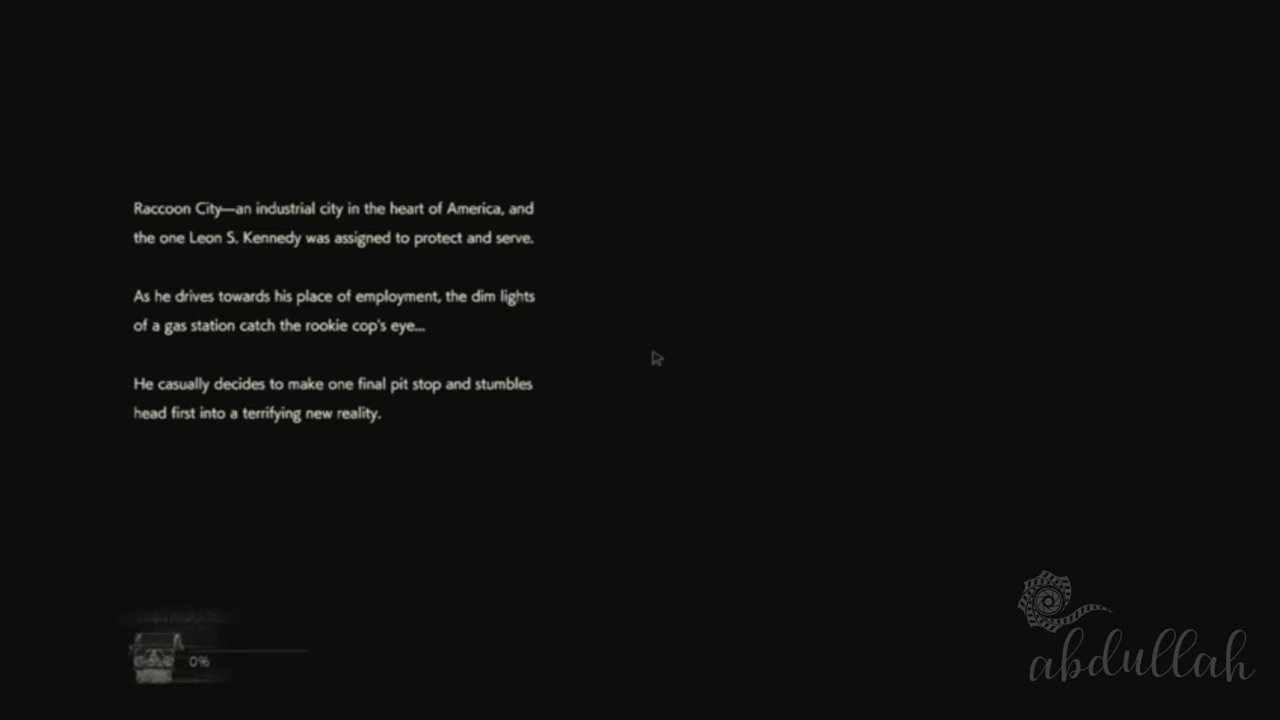 Raccoon City—an industrial city in the heart of America, and
the one Leon S. Kennedy was assigned to protect and serve.
As he drives towards his place of employment, the dim lights
of a gas station catch the rookie cop's eye...
He casually decides to make one final pit stop and stumbles
head first into a terrifying new reality.
0%
abdullah